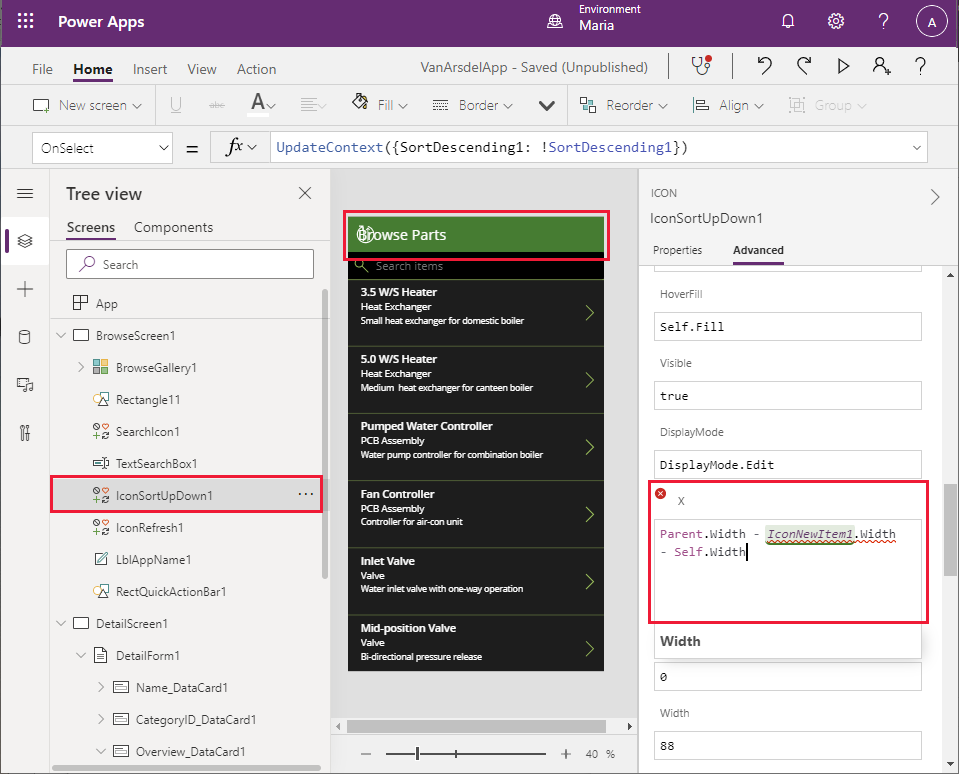 Power Apps
Environment
Maria
?
A
File
Home
Insert
View
Action
VanArsdelApp - Saved (Unpublished)
?
New screen
U
abc
A
Fill
Border
Reorder
Align
Group
OnSelect
=
fx
UpdateContext({SortDescending1: !SortDescending1})
Tree view
Screens
Components
Search
App
BrowseScreen1
BrowseGallery1
Rectangle11
SearchIcon1
TextSearchBox1
IconSortUpDown1
...
IconRefresh1
LblAppName1
RectQuickActionBar1
DetailScreen1
DetailForm1
Name_DataCard1
CategoryID_DataCard1
Overview_DataCard1
Browse Parts
Search items
3.5 W/S Heater
Heat Exchanger
Small heat exchanger for domestic boiler
5.0 W/S Heater
Heat Exchanger
Medium heat exchanger for canteen boiler
Pumped Water Controller
PCB Assembly
Water pump controller for combination boiler
Fan Controller
PCB Assembly
Controller for air-con unit
Inlet Valve
Valve
Water inlet valve with one-way operation
Mid-position Valve
Valve
Bi-directional pressure release
40 %
ICON
IconSortUpDown1
Properties
Advanced
HoverFill
Self.Fill
Visible
true
DisplayMode
DisplayMode.Edit
X
Parent.Width - IconNewItem1.Width
- Self.Width
Width
0
Width
88